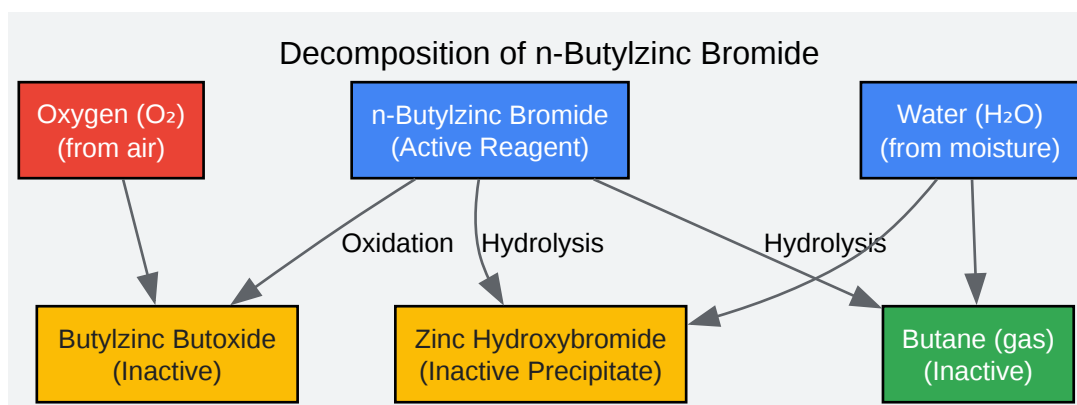 Decomposition of n-Butylzinc Bromide
Oxygen (O₂)
(from air)
n-Butylzinc Bromide
(Active Reagent)
Water (H₂O)
(from moisture)
Oxidation
Hydrolysis
Hydrolysis
Butylzinc Butoxide
(Inactive)
Zinc Hydroxybromide
(Inactive Precipitate)
Butane (gas)
(Inactive)